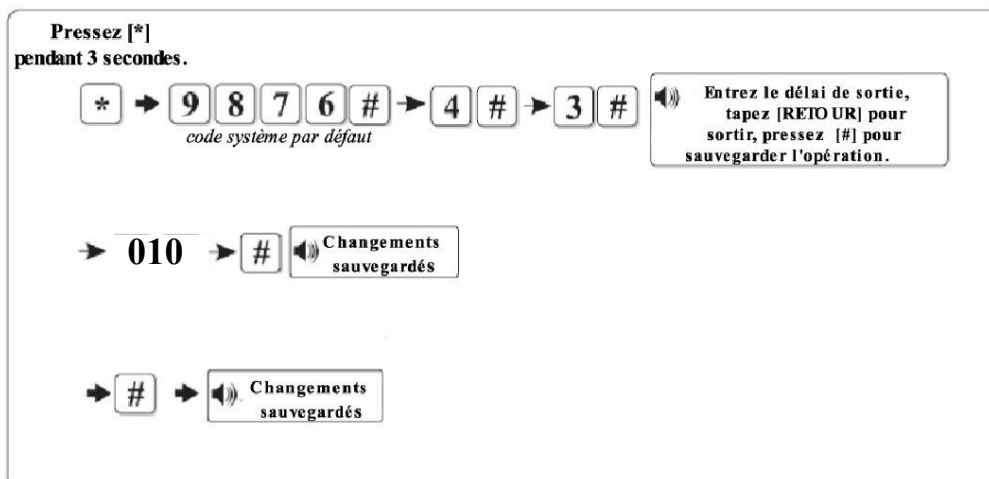 Pressez [*]
pendant 3 secondes.
* 9 8 7 6 # 4 # 3 #
code système par défaut
Entrez le délai de sortie,
tapez [RETO UR] pour
sortir, pressez [#] pour
sauvegarder l'opération.
010 #
Changements
sauvegardés
#
Changements
sauvegardés